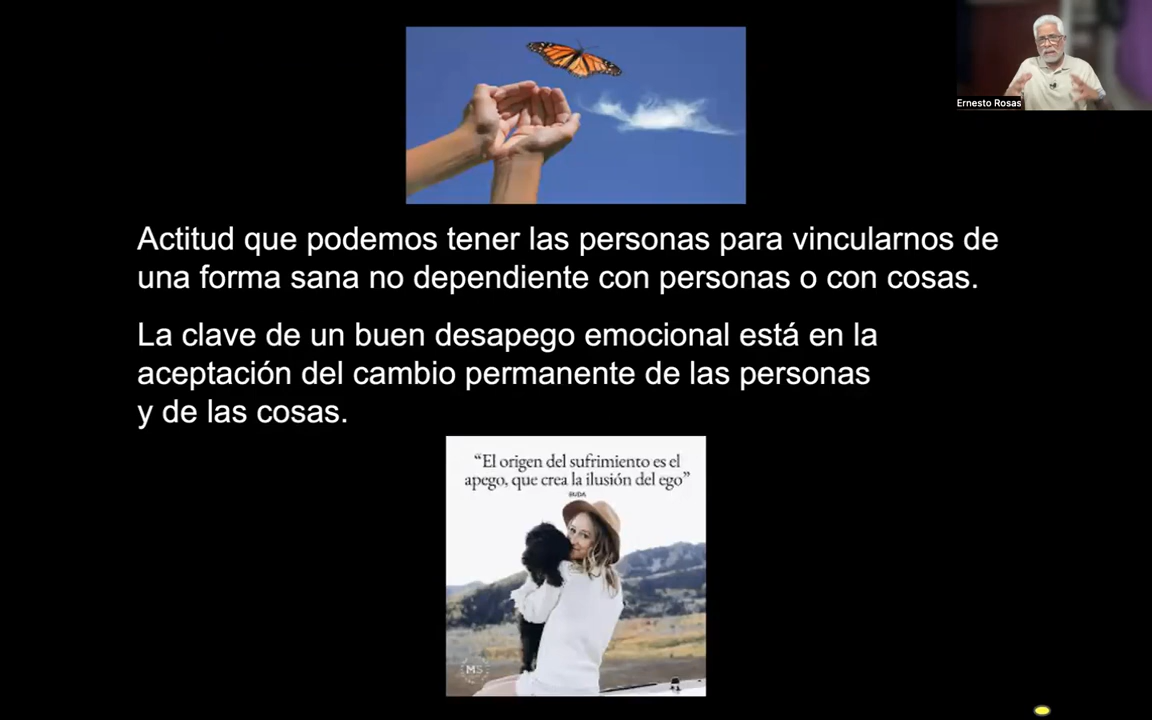 Ernesto Rosas
Actitud que podemos tener las personas para vincularnos de
una forma sana no dependiente con personas o con cosas.
La clave de un buen desapego emocional está en la
aceptación del cambio permanente de las personas
y de las cosas.
“El origen del sufrimiento es el
apego, que crea la ilusión del ego”
BUDA
MS